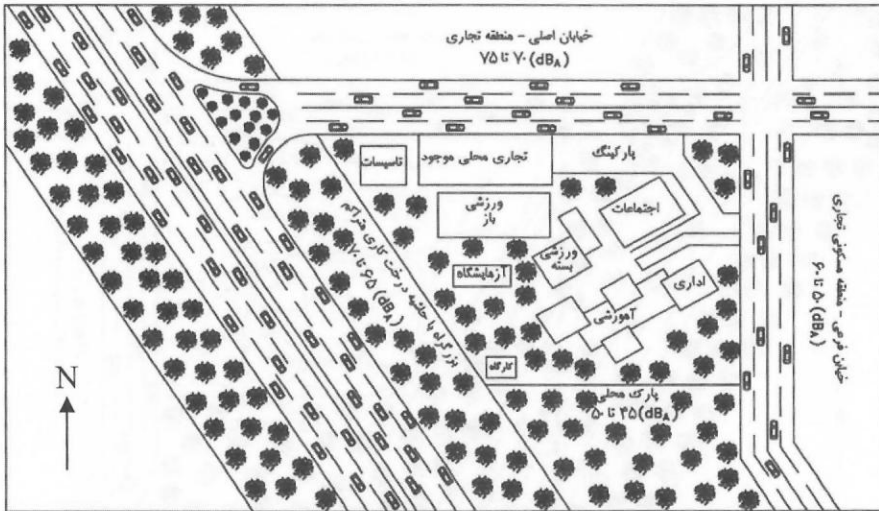 خیابان اصلی - منطقه تجاری
۷۰ تا ۷۵ (dBA)
پارکینگ
تجاری محلی موجود
تاسیسات
اجتماعات
ورزشی
باز
ورزشی
بسته
آزمایشگاه
اداری
آموزشی
کارگاه
پارک محلی
۴۵ تا ۵۰ (dBA)
بزرگراه با حاشیه درخت کاری متراکم
۶۵ تا ۷۰ (dBA)
خیابان فرعی - منطقه مسکونی تجاری
۵۰ تا ۶۰ (dBA)
N